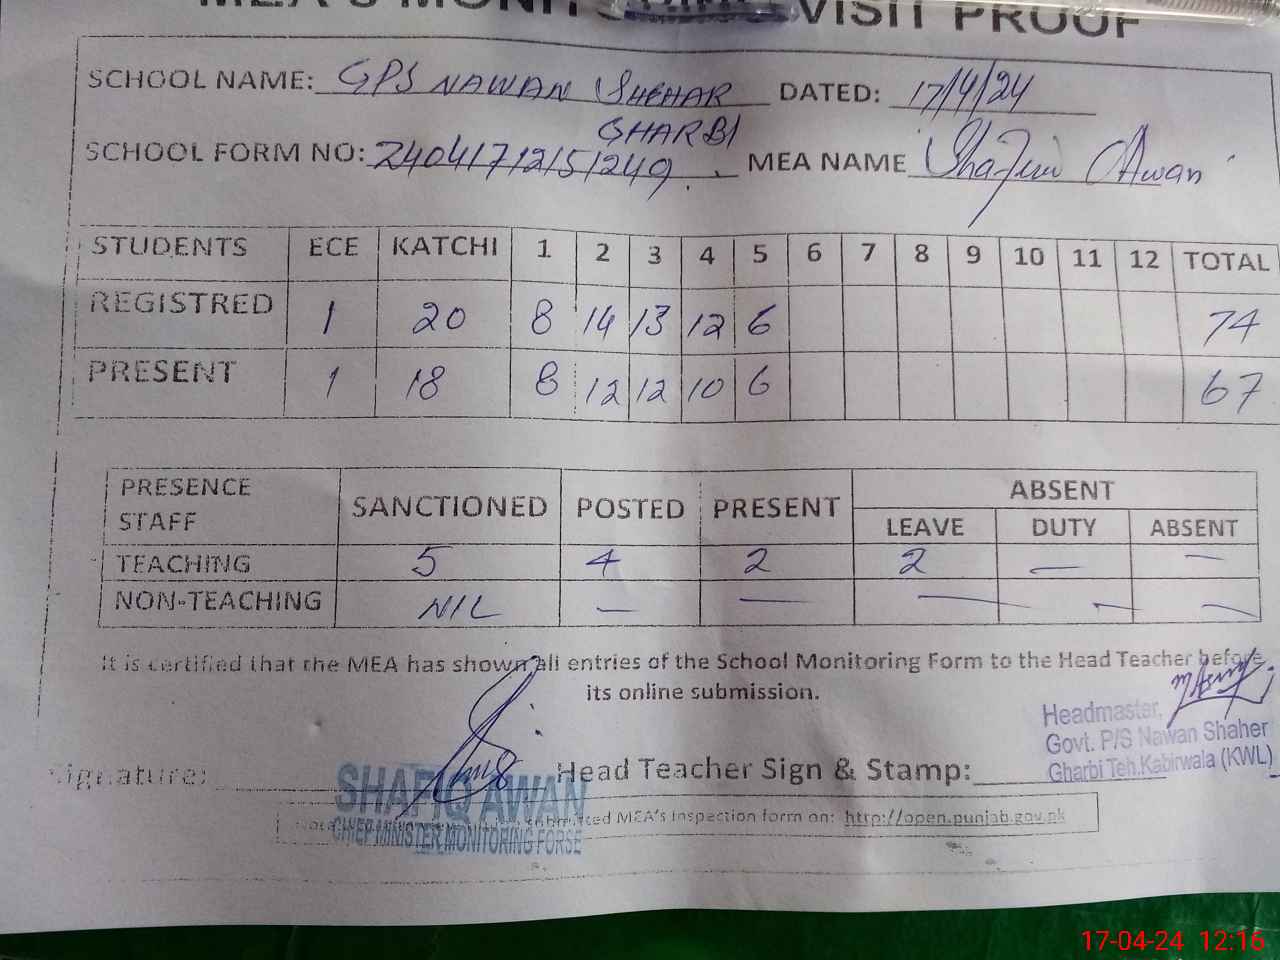 MEA'S MONITORING VISIT PROOF
SCHOOL NAME: GPS NAWAN SHEHAR DATED: 17/4/24
GHARBI
SCHOOL FORM NO: 24041712151249 MEA NAME Shafiq Awan
STUDENTS ECE KATCHI 1 2 3 4 5 6 7 8 9 10 11 12 TOTAL
REGISTRED 1 20 8 14 13 12 6 74
PRESENT 1 18 8 12 12 10 6 67
PRESENCE STAFF SANCTIONED POSTED PRESENT ABSENT
LEAVE DUTY ABSENT
TEACHING 5 4 2 2 — —
NON-TEACHING NIL — — — — —
It is certified that the MEA has shown all entries of the School Monitoring Form to the Head Teacher before
its online submission.
Headmaster,
Govt. P/S Nawan Shaher
Gharbi Teh.Kabirwala (KWL)
Signature: Head Teacher Sign & Stamp:
SHAFIQ AWAN
CHIEF MINISTER MONITORING FORSE
MEA's Inspection form on: http://open.punjab.gov.pk
17-04-24 12:16